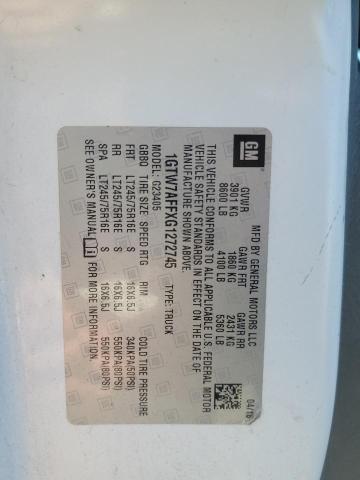 GM
MFD BY GENERAL MOTORS LLC
GVWR GAWR FRT GAWR RR
3901 KG 1860 KG 2431 KG
8600 LB 4100 LB 5360 LB
THIS VEHICLE CONFORMS TO ALL APPLICABLE U.S. FEDERAL MOTOR
VEHICLE SAFETY STANDARDS IN EFFECT ON THE DATE OF
MANUFACTURE SHOWN ABOVE.
1GTW7AFFXG1272745 TYPE: TRUCK
MODEL: G23405
GBBQ TIRE SIZE SPEED RTG RIM COLD TIRE PRESSURE
FRT LT245/75R16E S 16X6.5J 340KPA(50PSI)
RR LT245/75R16E S 16X6.5J 550KPA(80PSI)
SPA LT245/75R16E S 16X6.5J 550KPA(80PSI)
SEE OWNER'S MANUAL FOR MORE INFORMATION.